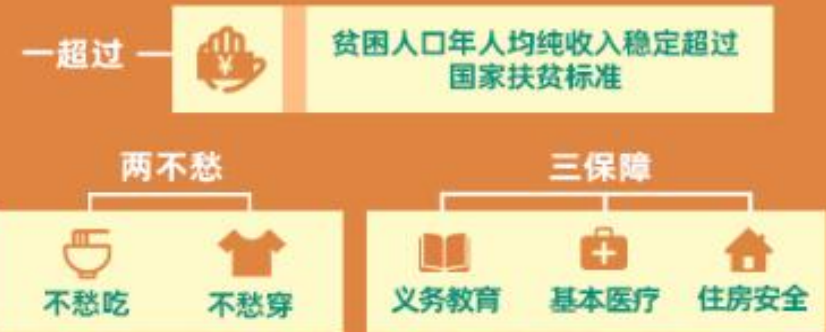 一超过
¥
贫困人口年人均纯收入稳定超过
国家扶贫标准
两不愁
三保障
不愁吃
不愁穿
义务教育
基本医疗
住房安全